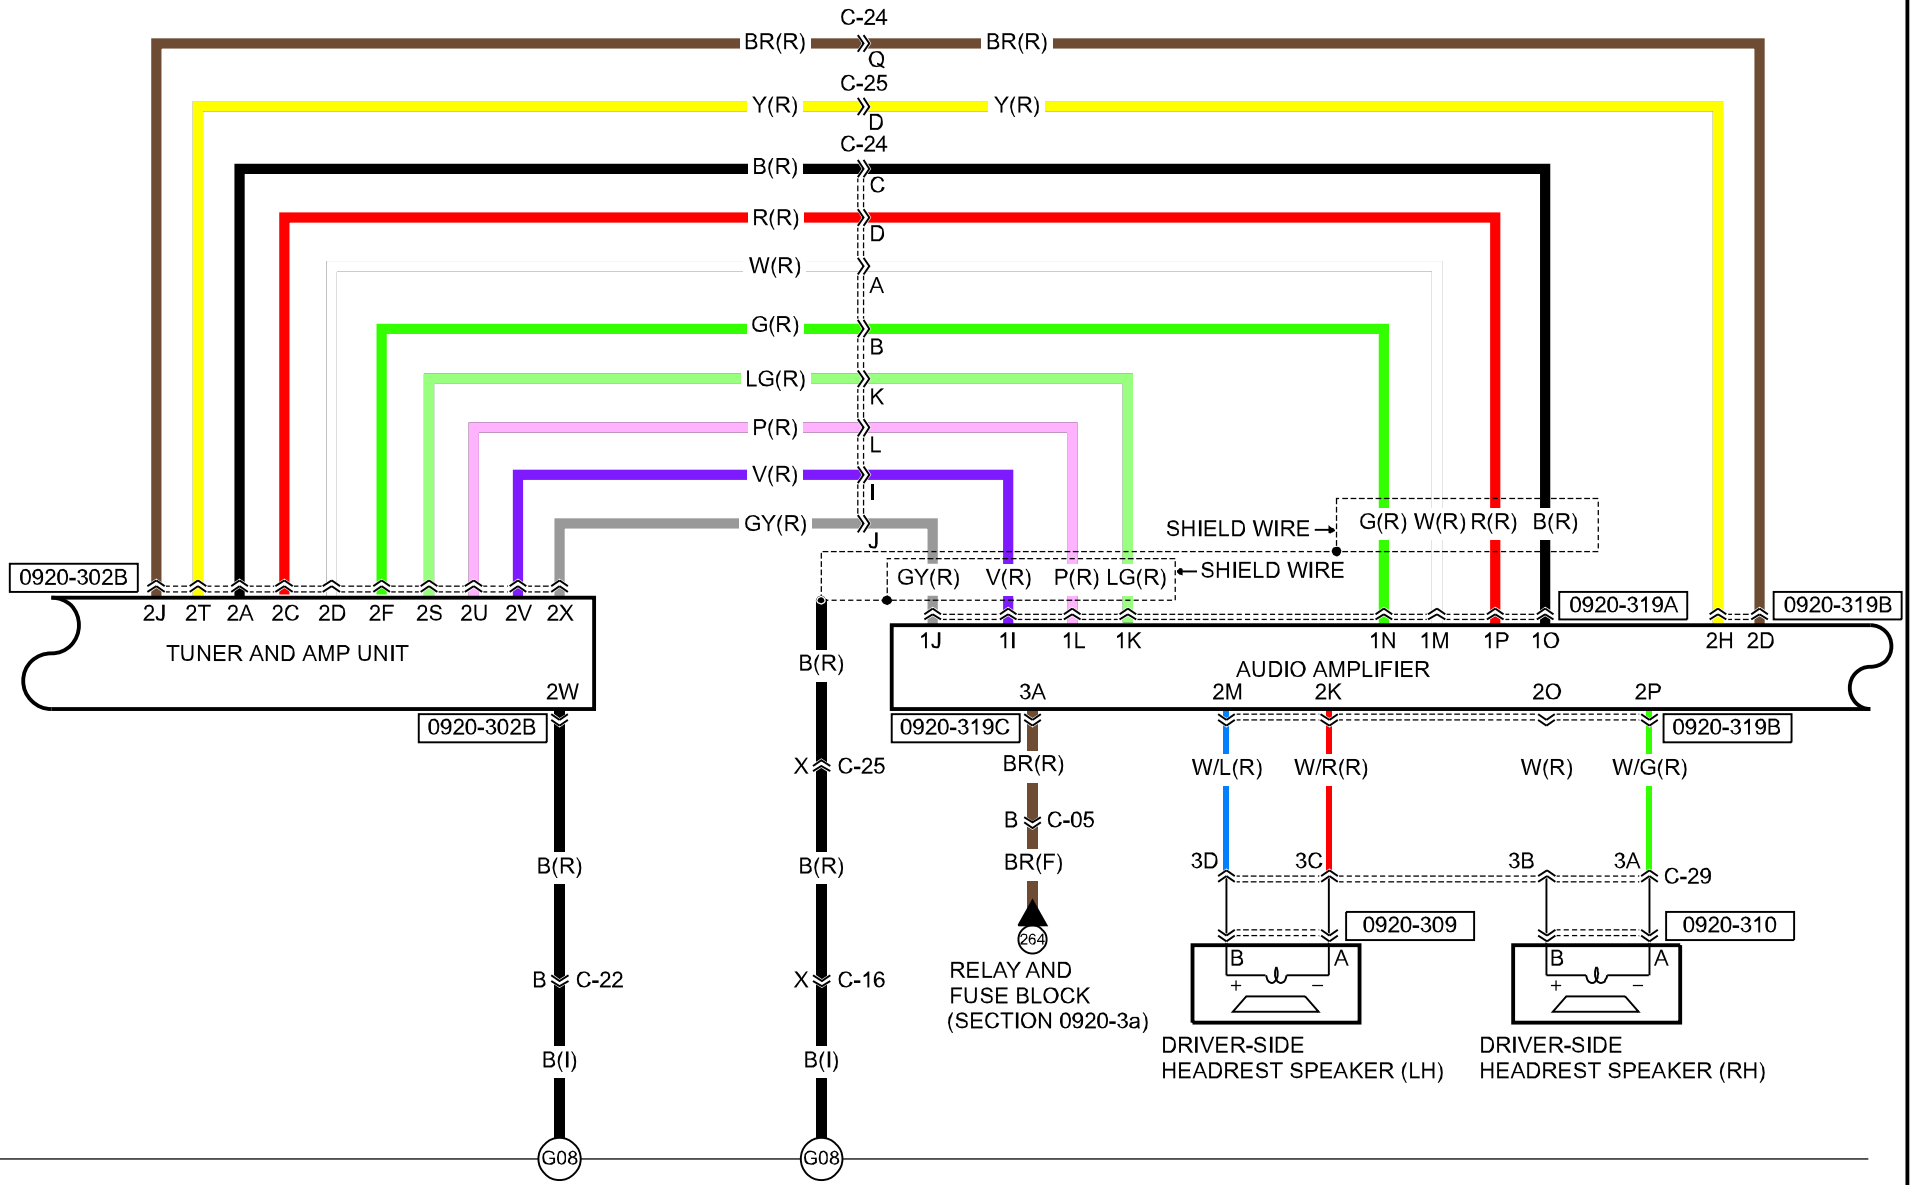 C-24
BR(R) BR(R)
Q
C-25
Y(R) Y(R)
D
C-24
B(R)
C
R(R)
D
W(R)
A
G(R)
B
LG(R)
K
P(R)
L
V(R)
I
GY(R)
J
SHIELD WIRE G(R) W(R) R(R) B(R)
GY(R) V(R) P(R) LG(R) SHIELD WIRE
0920-302B 0920-319A 0920-319B
2J 2T 2A 2C 2D 2F 2S 2U 2V 2X
1J 1I 1L 1K 1N 1M 1P 1O 2H 2D
TUNER AND AMP UNIT
B(R)
AUDIO AMPLIFIER
2W 3A 2M 2K 2O 2P
0920-302B 0920-319C 0920-319B
X C-25 BR(R) W/L(R) W/R(R) W(R) W/G(R)
B C-05
B(R) B(R) BR(F) 3D 3C 3B 3A
C-29
0920-309 0920-310
264
B A B A
RELAY AND
FUSE BLOCK
(SECTION 0920-3a)
B C-22 X C-16
+ − + −
DRIVER-SIDE
HEADREST SPEAKER (LH)
DRIVER-SIDE
HEADREST SPEAKER (RH)
B(I) B(I)
G08 G08